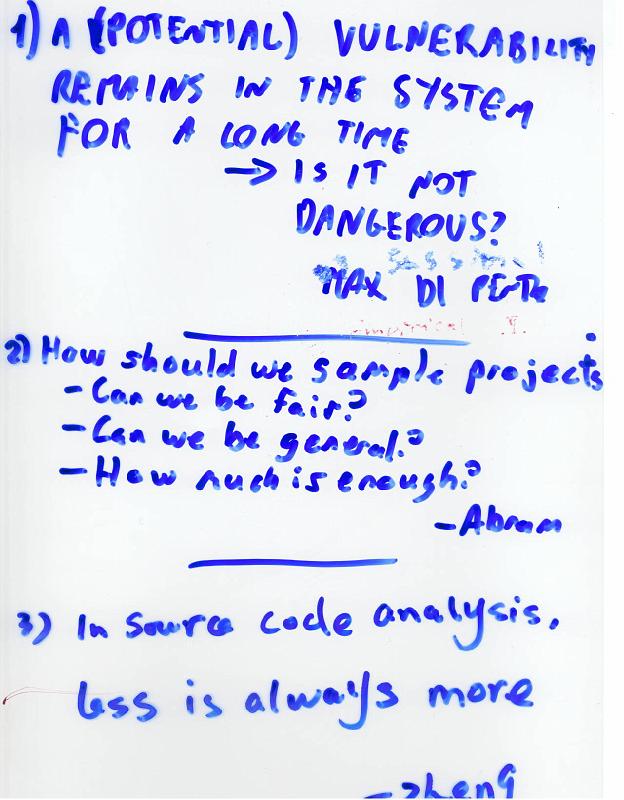 1) A (POTENTIAL) VULNERABILITY
REMAINS IN THE SYSTEM
FOR A LONG TIME
→ IS IT NOT
DANGEROUS?
MAX DI PENTA
2) How should we sample projects
- Can we be fair?
- Can we be general?
- How much is enough?
- Abram
3) In source code analysis,
less is always more
- zheng